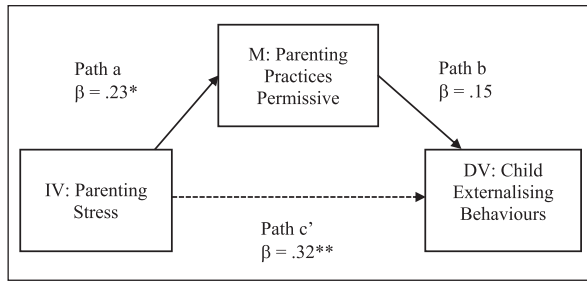 M: Parenting
Practices
Permissive
Path a
β = .23*
Path b
β = .15
IV: Parenting
Stress
DV: Child
Externalising
Behaviours
Path c’
β = .32**